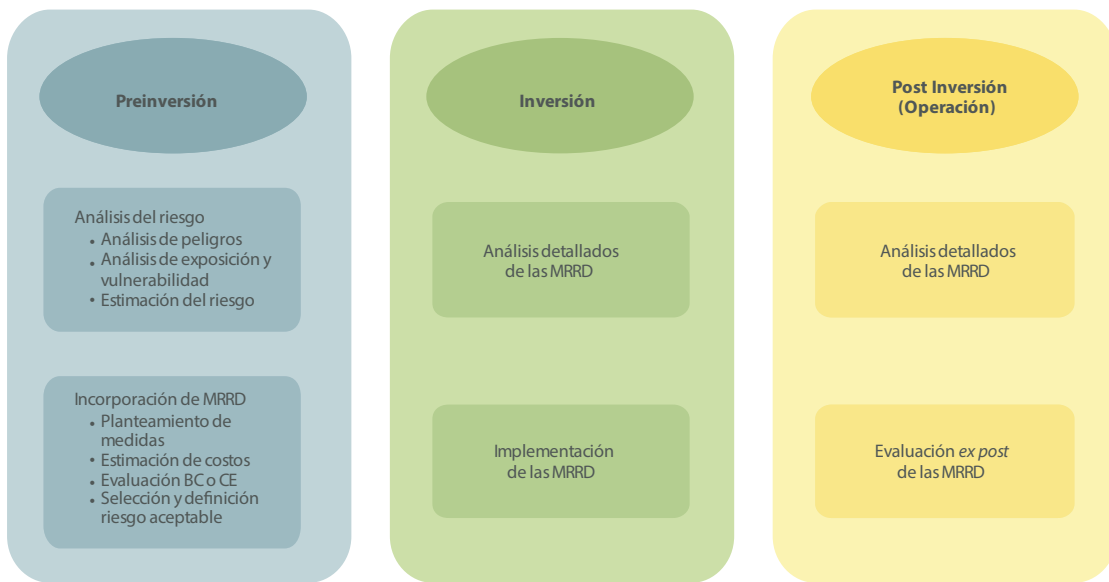 Preinversión
Análisis del riesgo
• Análisis de peligros
• Análisis de exposición y
vulnerabilidad
• Estimación del riesgo
Incorporación de MRRD
• Planteamiento de
medidas
• Estimación de costos
• Evaluación BC o CE
• Selección y definición
riesgo aceptable
Inversión
Análisis detallados
de las MRRD
Implementación
de las MRRD
Post Inversión
(Operación)
Análisis detallados
de las MRRD
Evaluación ex post
de las MRRD